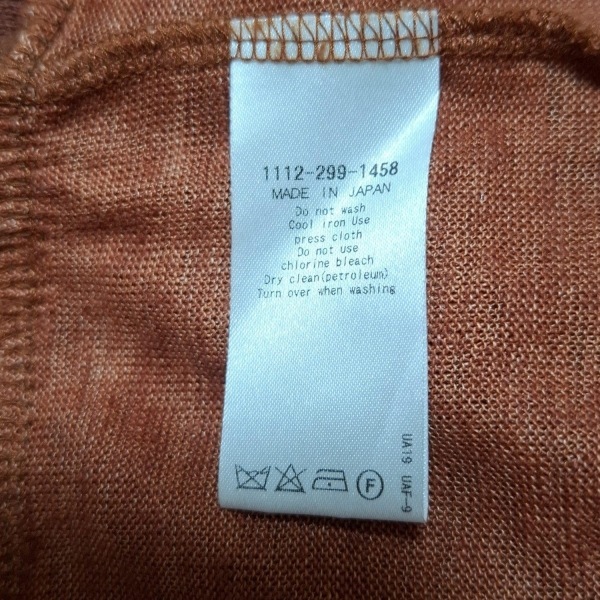 1112-299-1458
MADE IN JAPAN
Do not wash
Cool iron Use
press cloth
Do not use
chlorine bleach
Dry clean(petroleum)
Turn over when washing
F
UA19 UAF-9